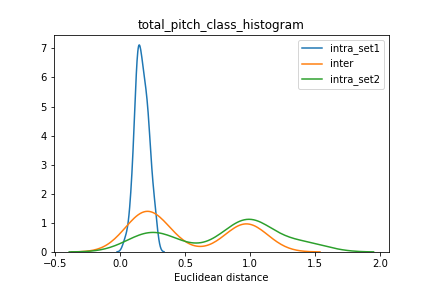 total_pitch_class_histogram
7
6
5
4
3
2
1
0
intra_set1
inter
intra_set2
−0.5 0.0 0.5 1.0 1.5 2.0
Euclidean distance